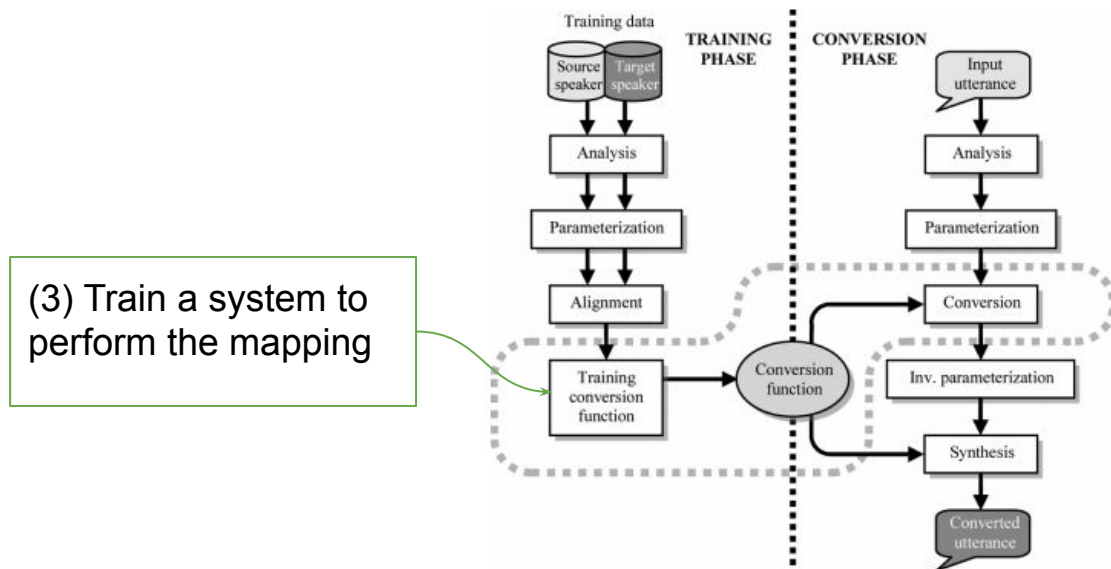 Training data
TRAINING
PHASE
CONVERSION
PHASE
Source
speaker
Target
speaker
Input
utterance
Analysis
Analysis
Parameterization
Parameterization
(3) Train a system to
perform the mapping
Alignment
Conversion
Training
conversion
function
Conversion
function
Inv. parameterization
Synthesis
Converted
utterance